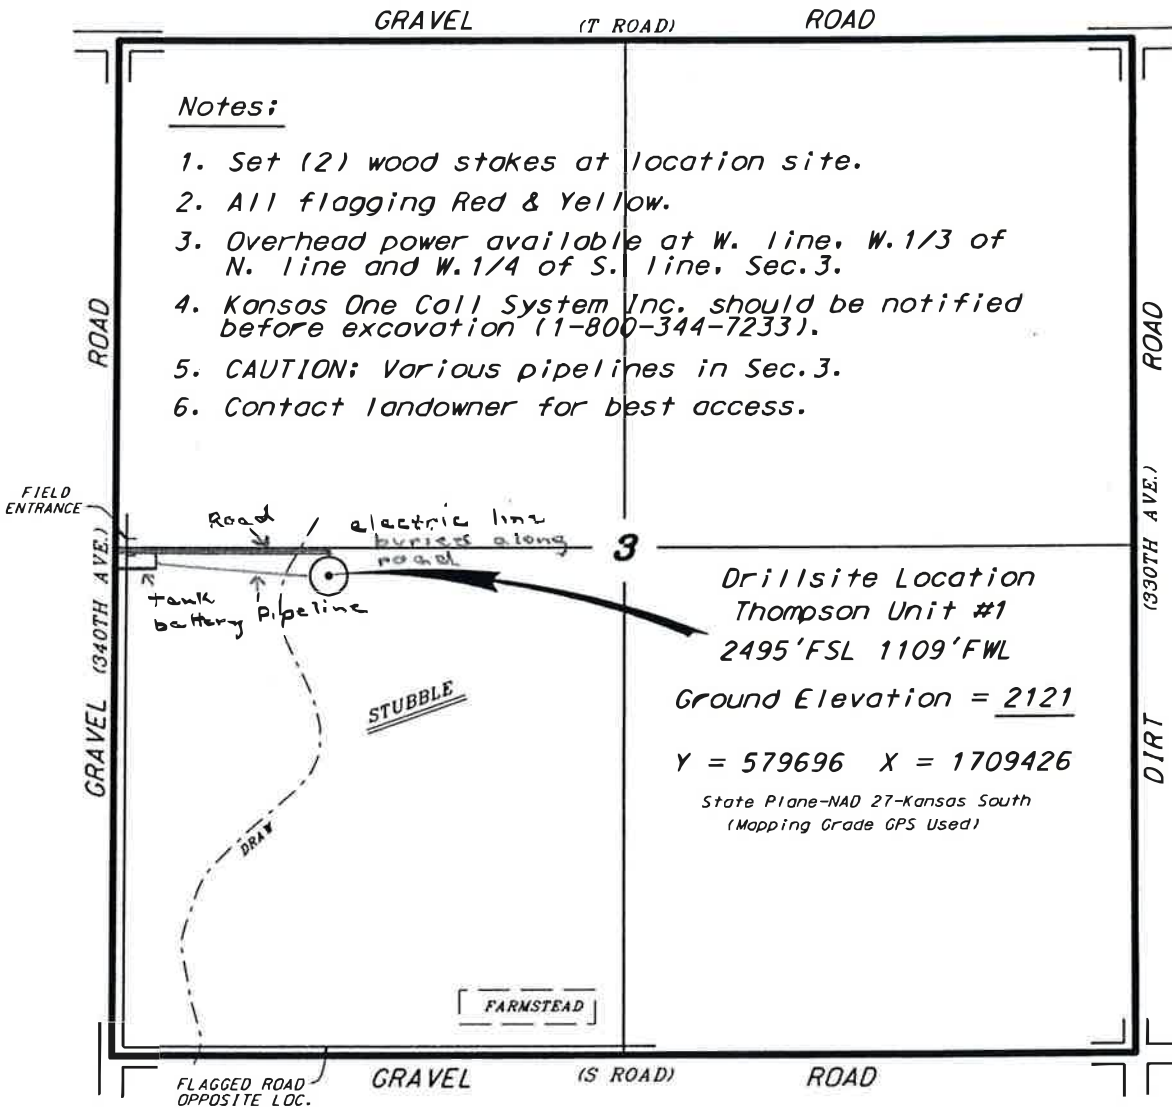 GRAVEL (T ROAD) ROAD
Notes:
1. Set (2) wood stakes at location site.
2. All flagging Red & Yellow.
3. Overhead power available at W. line, W.1/3 of
N. line and W.1/4 of S. line, Sec.3.
4. Kansas One Call System Inc. should be notified
before excavation (1-800-344-7233).
5. CAUTION: Various pipelines in Sec.3.
6. Contact landowner for best access.
ROAD
(340TH AVE.)
GRAVEL
ROAD
(330TH AVE.)
DIRT
FIELD
ENTRANCE
Road
electric line
buried along
road
3
tank
battery
Pipeline
Drillsite Location
Thompson Unit #1
2495'FSL 1109'FWL
Ground Elevation = 2121
Y = 579696 X = 1709426
State Plane-NAD 27-Kansas South
(Mapping Grade GPS Used)
STUBBLE
DRAW
FARMSTEAD
FLAGGED ROAD
OPPOSITE LOC.
GRAVEL (S ROAD) ROAD